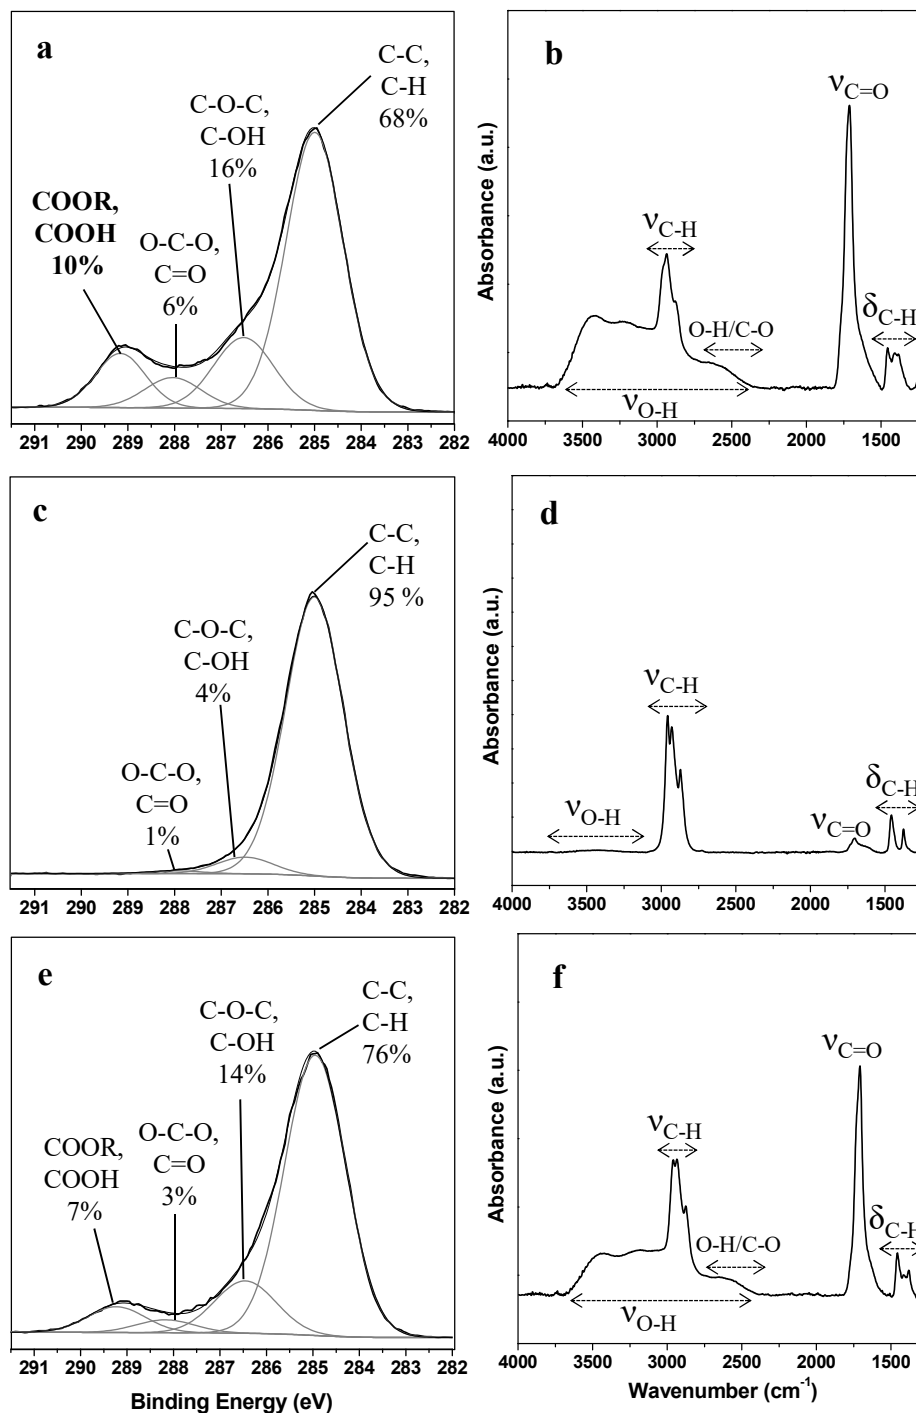 a
C-C,
C-H
68%
C-O-C,
C-OH
16%
COOR,
COOH
10%
O-C-O,
C=O
6%
291 290 289 288 287 286 285 284 283 282
b
Absorbance (a.u.)
νC=O
νC-H
O-H/C-O
δC-H
νO-H
4000 3500 3000 2500 2000 1500
c
C-C,
C-H
95 %
C-O-C,
C-OH
4%
O-C-O,
C=O
1%
291 290 289 288 287 286 285 284 283 282
d
Absorbance (a.u.)
νC-H
νO-H
νC=O
δC-H
4000 3500 3000 2500 2000 1500
e
C-C,
C-H
76%
C-O-C,
C-OH
14%
COOR,
COOH
7%
O-C-O,
C=O
3%
291 290 289 288 287 286 285 284 283 282
Binding Energy (eV)
f
Absorbance (a.u.)
νC=O
νC-H
O-H/C-O
δC-H
νO-H
4000 3500 3000 2500 2000 1500
Wavenumber (cm⁻¹)